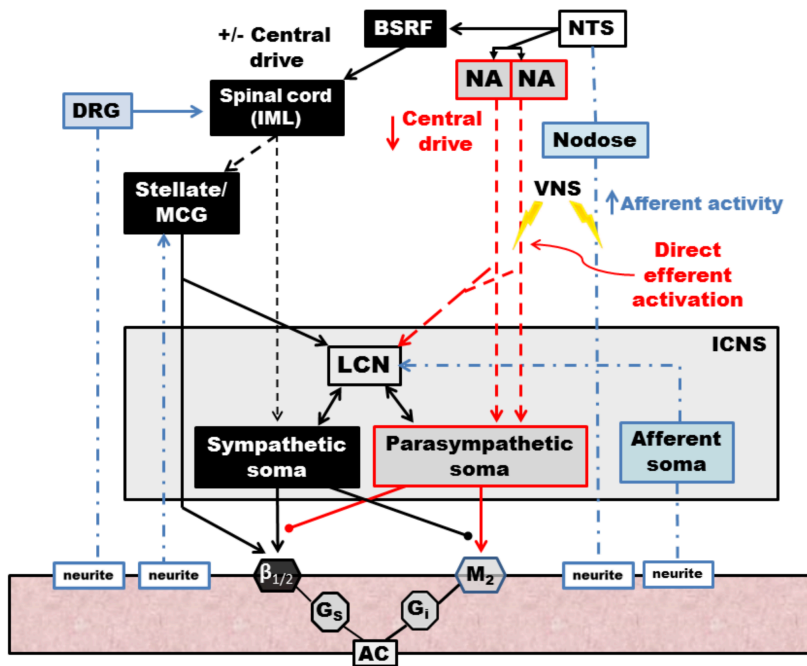 BSRF
NTS
+/- Central
drive
NA
NA
Spinal cord
(IML)
DRG
↓ Central
drive
Nodose
Stellate/
MCG
VNS
↑Afferent activity
Direct
efferent
activation
ICNS
LCN
Sympathetic
soma
Parasympathetic
soma
Afferent
soma
neurite
neurite
β1/2
M2
neurite
neurite
Gs
Gi
AC